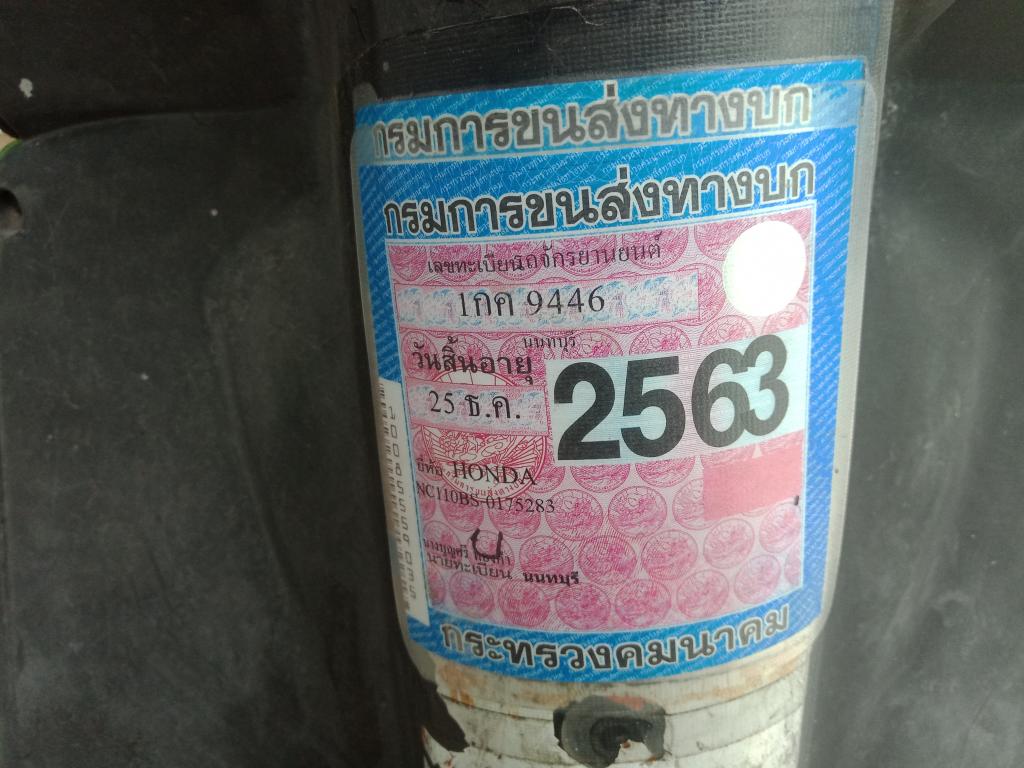 กรมการขนส่งทางบก
กรมการขนส่งทางบก
เลขทะเบียนรถจักรยานยนต์
1กค 9446
นนทบุรี
วันสิ้นอายุ
25 ธ.ค.
2563
ยี่ห้อ HONDA
NC110BS-0175283
นายทะเบียน นนทบุรี
กระทรวงคมนาคม